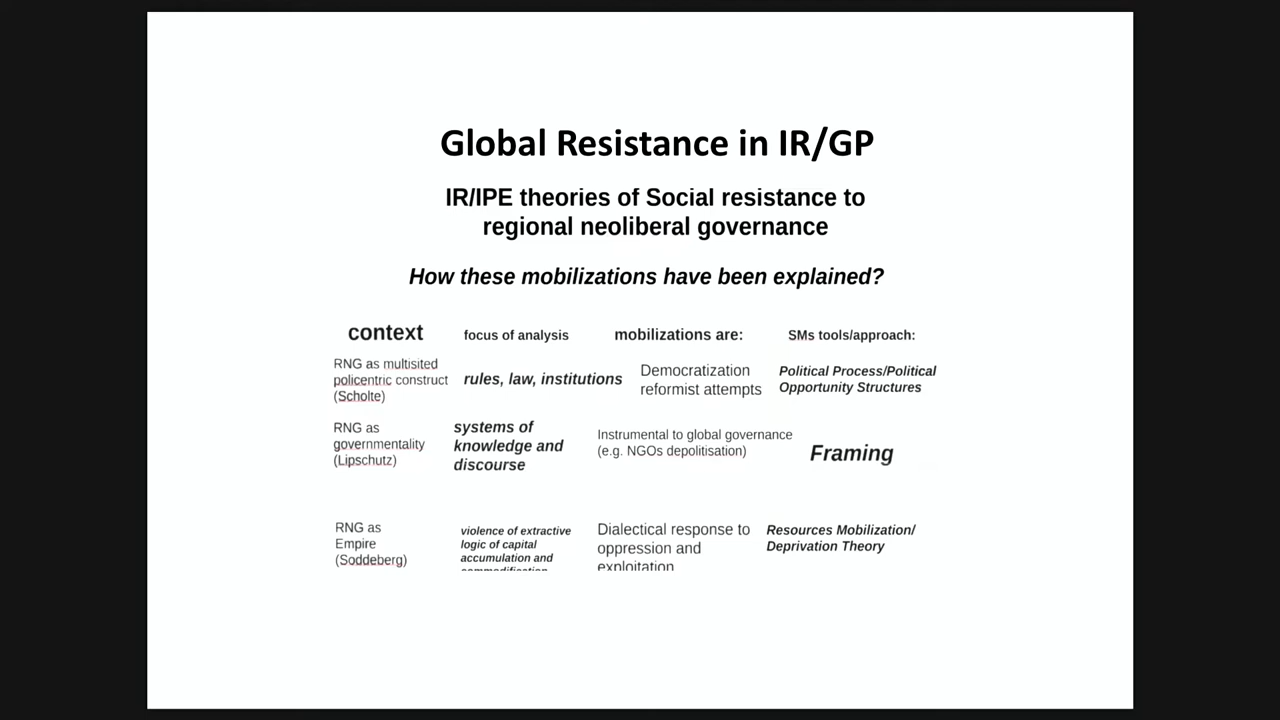 Global Resistance in IR/GP
IR/IPE theories of Social resistance to
regional neoliberal governance
How these mobilizations have been explained?
context
focus of analysis
mobilizations are:
SMs tools/approach:
RNG as multisited
policentric construct
(Scholte)
rules, law, institutions
Democratization
reformist attempts
Political Process/Political
Opportunity Structures
RNG as
governmentality
(Lipschutz)
systems of
knowledge and
discourse
Instrumental to global governance
(e.g. NGOs depolitisation)
Framing
RNG as
Empire
(Soddeberg)
violence of extractive
logic of capital
accumulation and
commodification
Dialectical response to
oppression and
exploitation
Resources Mobilization/
Deprivation Theory